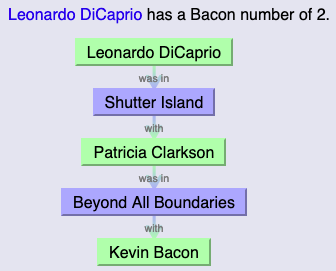 Leonardo DiCaprio has a Bacon number of 2.
Leonardo DiCaprio
was in
Shutter Island
with
Patricia Clarkson
was in
Beyond All Boundaries
with
Kevin Bacon